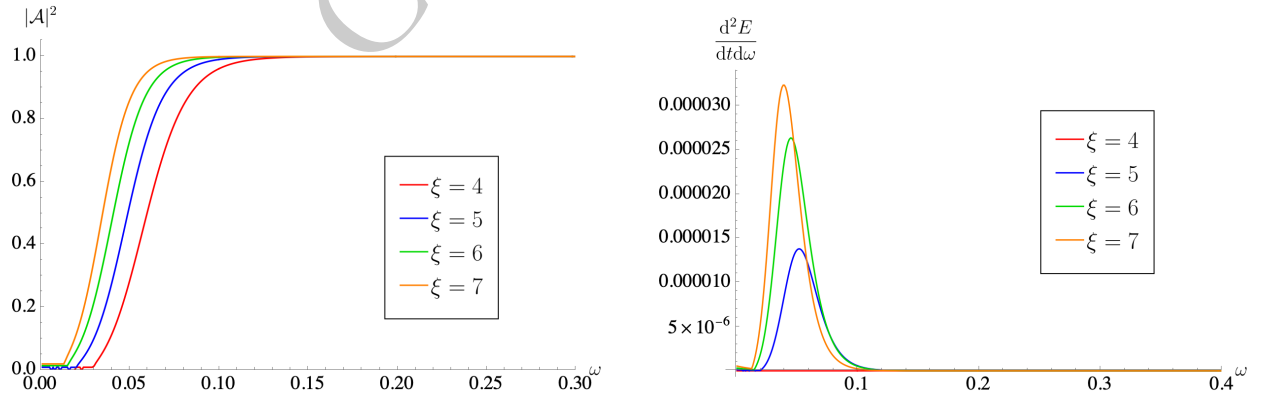 |𝒜|²
1.0
0.8
0.6
0.4
0.2
0.0
0.00 0.05 0.10 0.15 0.20 0.25 0.30 ω
ξ = 4
ξ = 5
ξ = 6
ξ = 7
d²E
dtdω
0.000030
0.000025
0.000020
0.000015
0.000010
5 × 10⁻⁶
0.1 0.2 0.3 0.4 ω
ξ = 4
ξ = 5
ξ = 6
ξ = 7